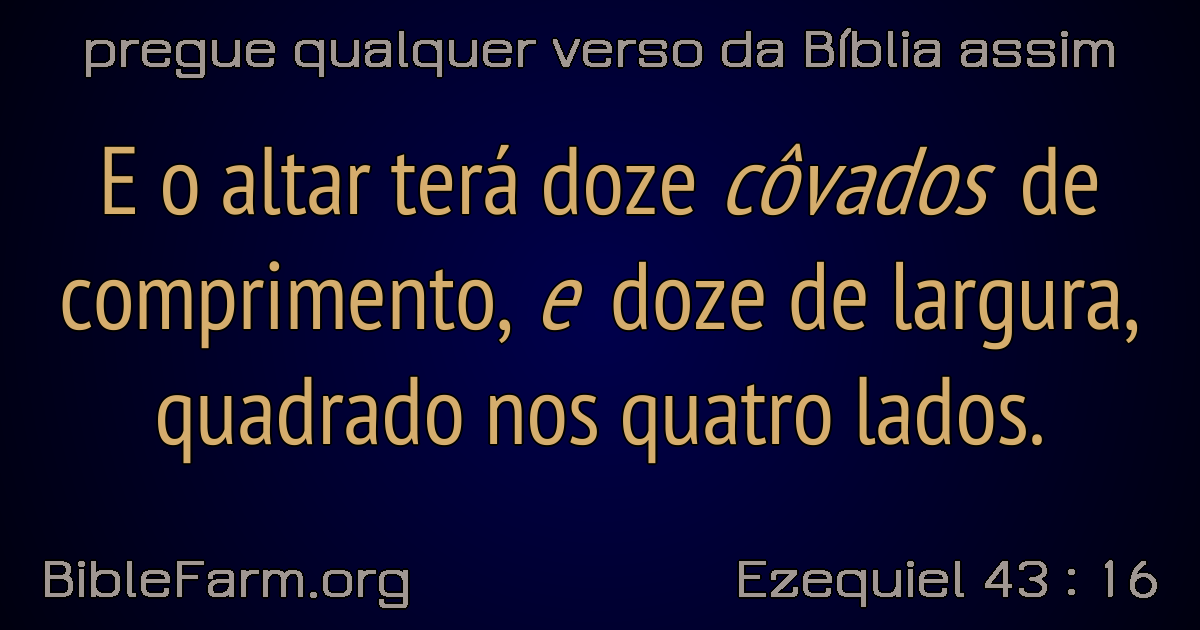 pregue qualquer verso da Bíblia assim
E o altar terá doze côvados de
comprimento, e doze de largura,
quadrado nos quatro lados.
BibleFarm.org
Ezequiel 43 : 16